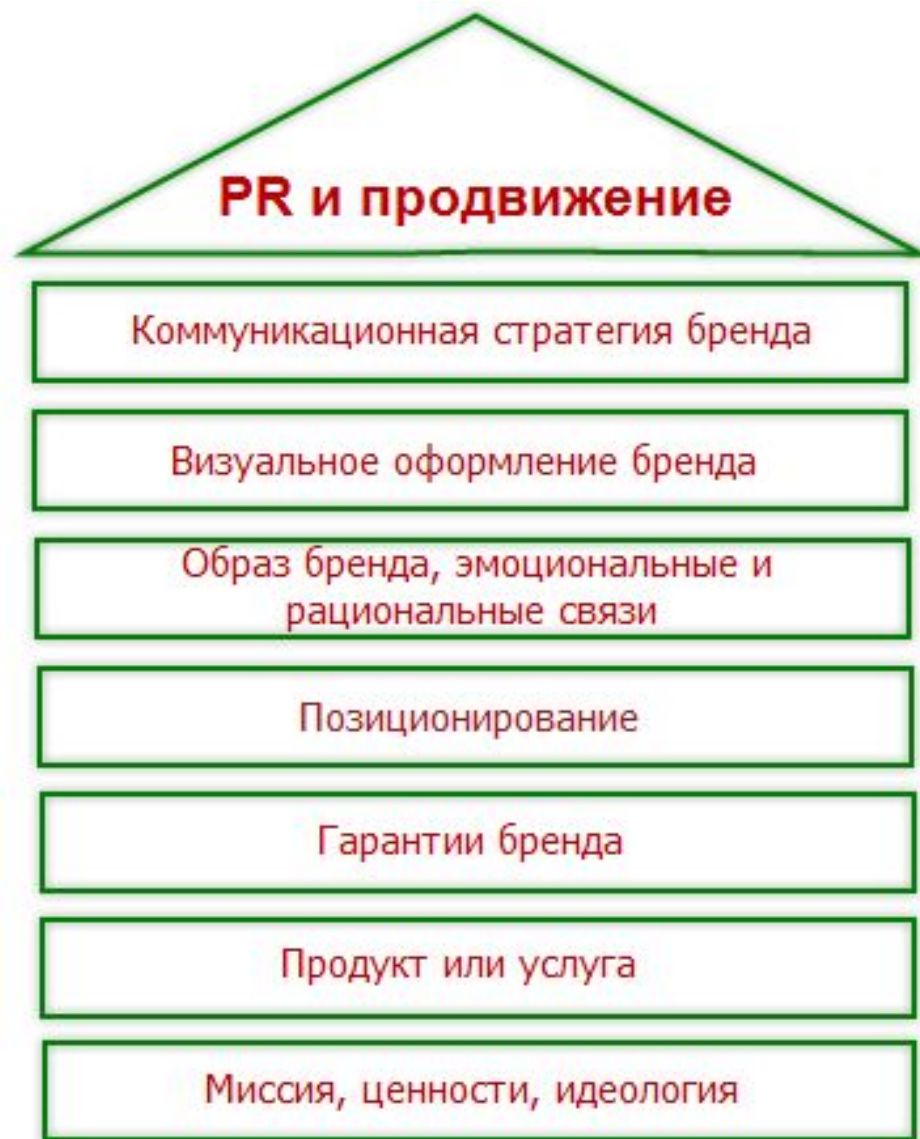 PR и продвижение
Коммуникационная стратегия бренда
Визуальное оформление бренда
Образ бренда, эмоциональные и
рациональные связи
Позиционирование
Гарантии бренда
Продукт или услуга
Миссия, ценности, идеология